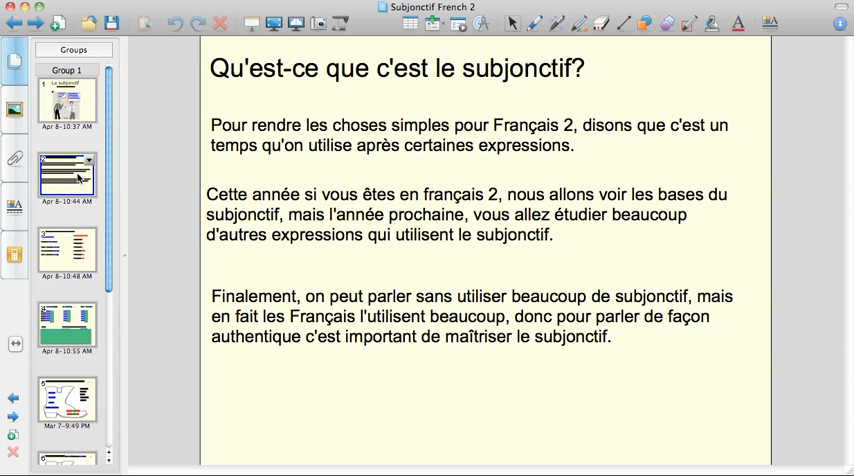 Subjonctif French 2
Groups
Group 1
1
Le subjonctif
Apr 8-10:37 AM
2
Apr 8-10:44 AM
3
Apr 8-10:48 AM
4
Apr 8-10:55 AM
5
Mar 7-9:49 PM
6
Qu'est-ce que c'est le subjonctif?
Pour rendre les choses simples pour Français 2, disons que c'est un
temps qu'on utilise après certaines expressions.
Cette année si vous êtes en français 2, nous allons voir les bases du
subjonctif, mais l'année prochaine, vous allez étudier beaucoup
d'autres expressions qui utilisent le subjonctif.
Finalement, on peut parler sans utiliser beaucoup de subjonctif, mais
en fait les Français l'utilisent beaucoup, donc pour parler de façon
authentique c'est important de maîtriser le subjonctif.